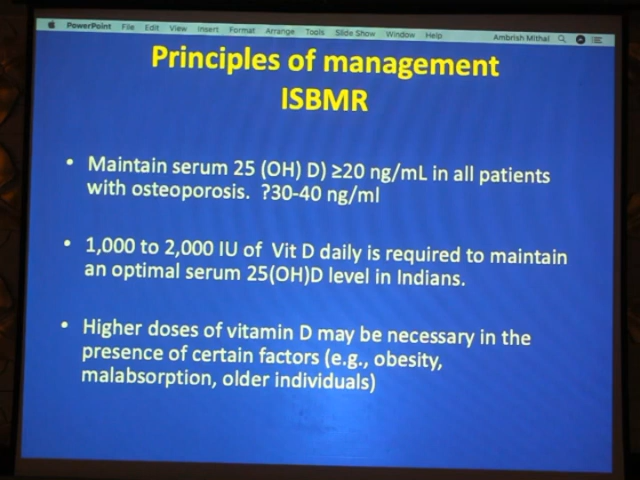 PowerPoint File Edit View Insert Format Arrange Tools Slide Show Window Help Ambrish Mithal
Principles of management
ISBMR
• Maintain serum 25 (OH) D) ≥20 ng/mL in all patients
with osteoporosis. ?30-40 ng/ml
• 1,000 to 2,000 IU of Vit D daily is required to maintain
an optimal serum 25(OH)D level in Indians.
• Higher doses of vitamin D may be necessary in the
presence of certain factors (e.g., obesity,
malabsorption, older individuals)